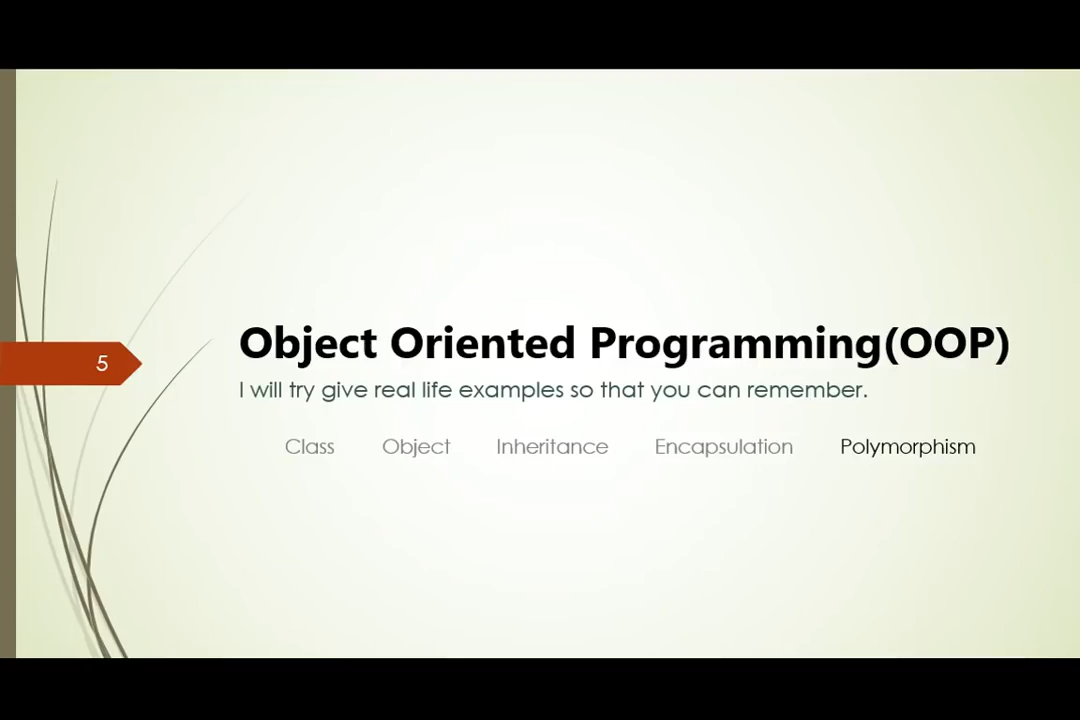 Object Oriented Programming(OOP)
5
I will try give real life examples so that you can remember.
Class Object Inheritance Encapsulation Polymorphism